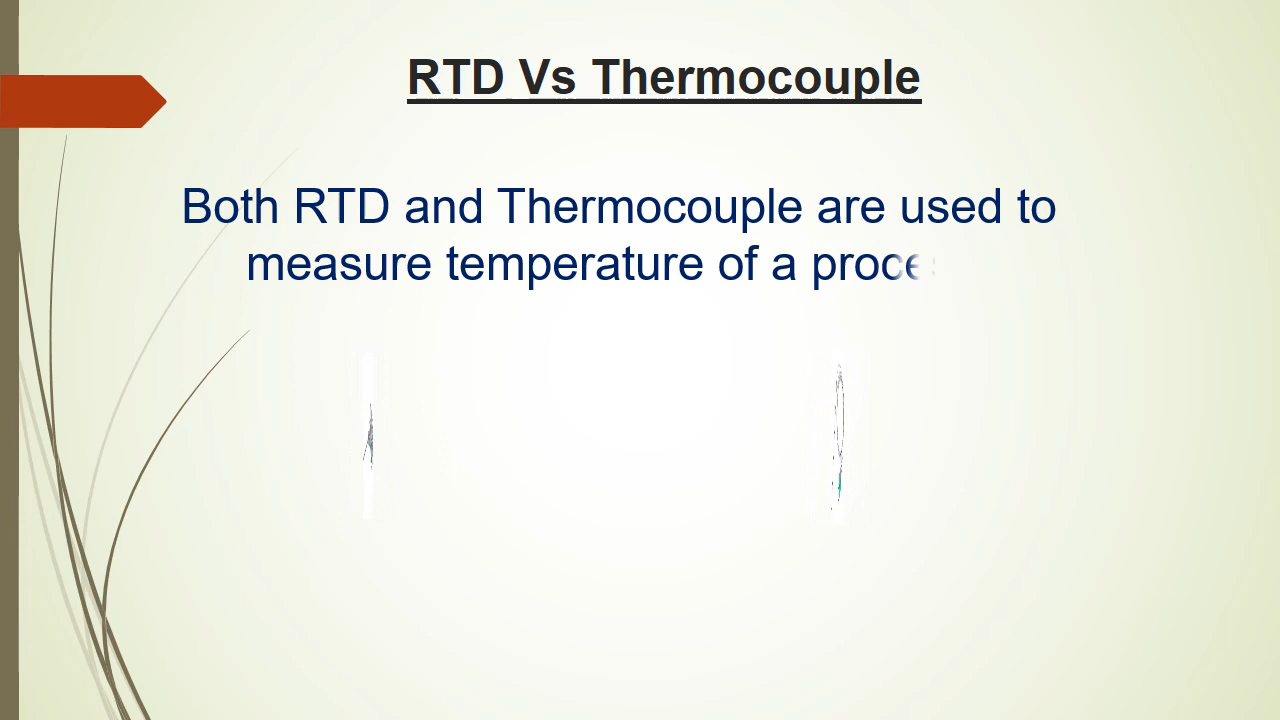 RTD Vs Thermocouple
Both RTD and Thermocouple are used to
measure temperature of a